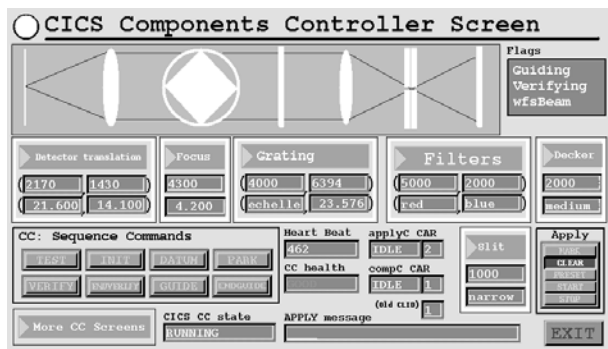 CICS Components Controller Screen
Flags
Guiding
Verifying
wfsBeam
Detector translation
2170 1430
21.600 14.100
Focus
4300
4.200
Grating
4000 6394
echelle 23.576
Filters
5000 2000
red blue
Decker
2000
medium
CC: Sequence Commands
TEST INIT DATUM PARK
VERIFY ENDVERIFY GUIDE ENDGUIDE
Heart Beat
462
CC health
applyC CAR
IDLE 2
compC CAR
IDLE 1
(old CLID) 1
Slit
1000
narrow
Apply
MARK
CLEAR
PRESET
START
STOP
More CC Screens
CICS CC state
RUNNING
APPLY message
EXIT